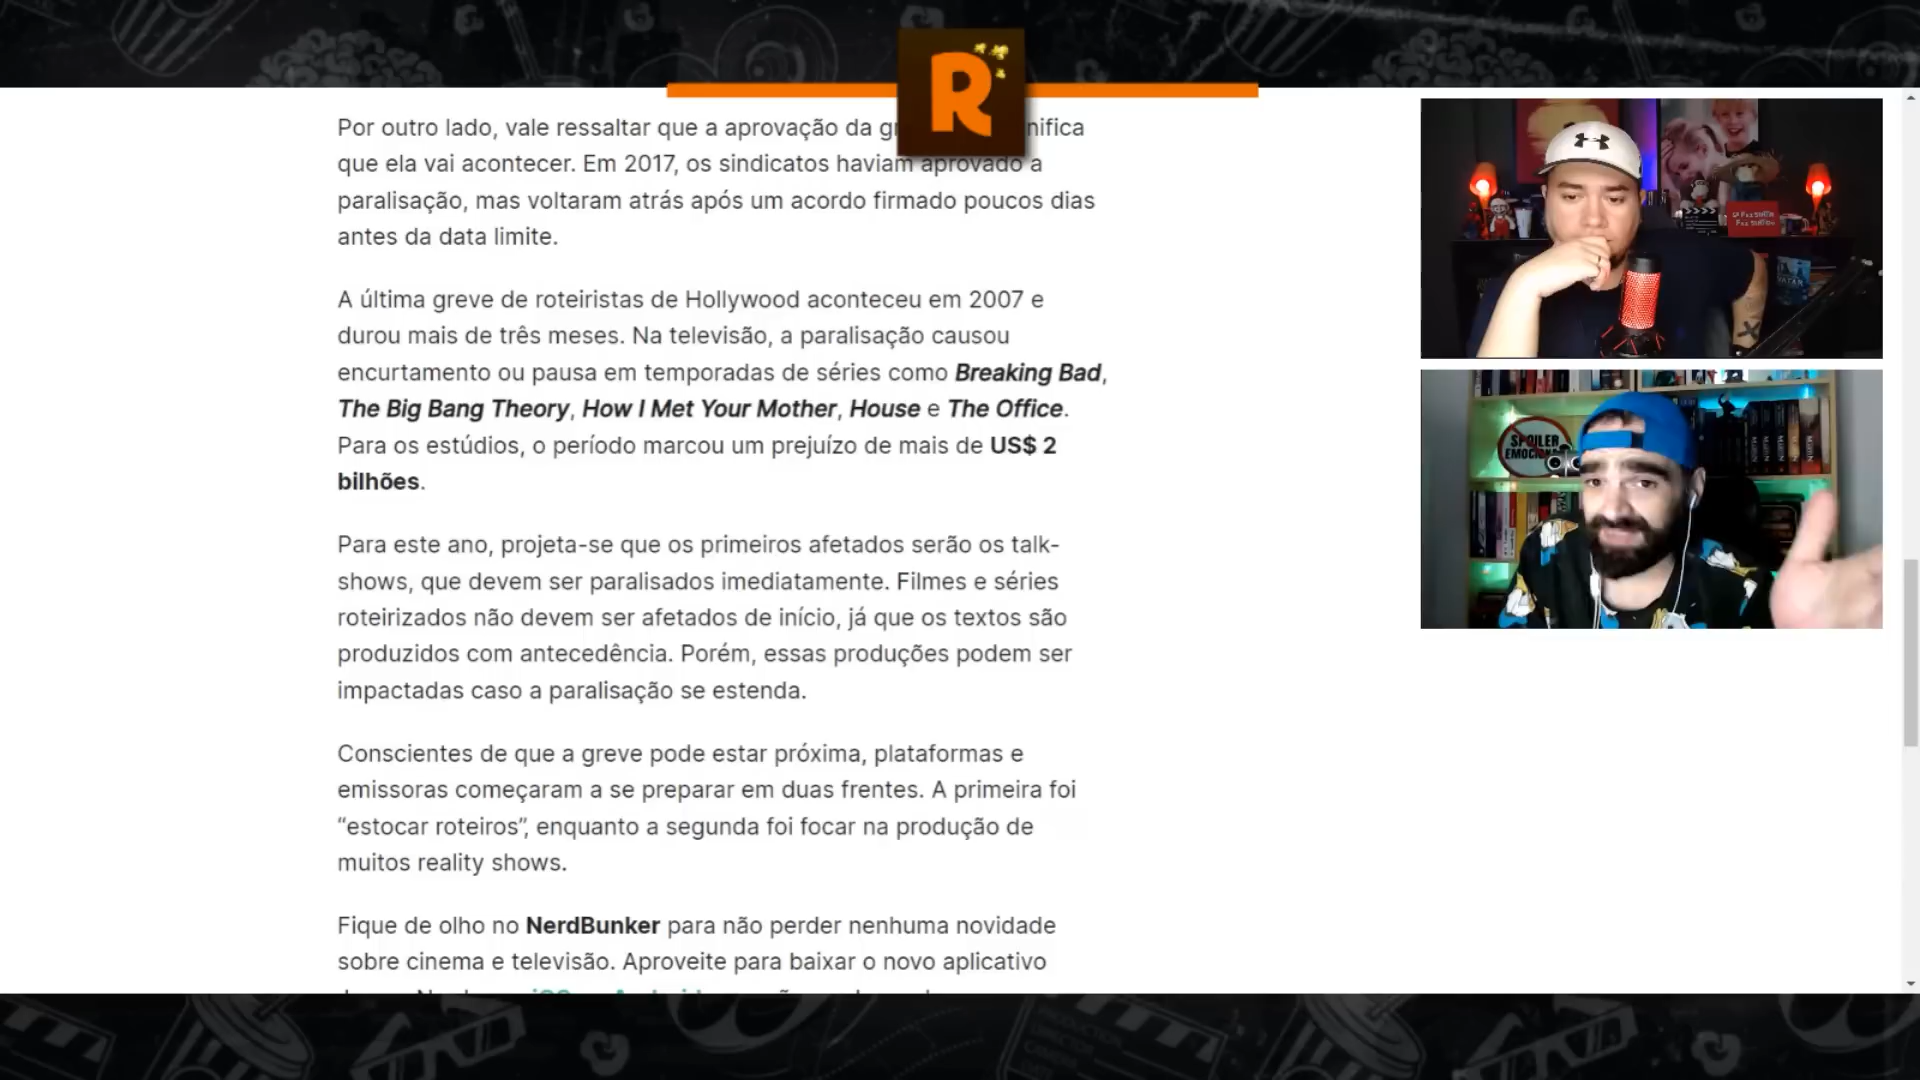 R
Por outro lado, vale ressaltar que a aprovação da
que ela vai acontecer. Em 2017, os sindicatos haviam aprovado a
paralisação, mas voltaram atrás após um acordo firmado poucos dias
antes da data limite.
A última greve de roteiristas de Hollywood aconteceu em 2007 e
durou mais de três meses. Na televisão, a paralisação causou
encurtamento ou pausa em temporadas de séries como Breaking Bad,
The Big Bang Theory, How I Met Your Mother, House e The Office.
Para os estúdios, o período marcou um prejuízo de mais de US$ 2
bilhões.
Para este ano, projeta-se que os primeiros afetados serão os talk-
shows, que devem ser paralisados imediatamente. Filmes e séries
roteirizados não devem ser afetados de início, já que os textos são
produzidos com antecedência. Porém, essas produções podem ser
impactadas caso a paralisação se estenda.
Conscientes de que a greve pode estar próxima, plataformas e
emissoras começaram a se preparar em duas frentes. A primeira foi
“estocar roteiros”, enquanto a segunda foi focar na produção de
muitos reality shows.
Fique de olho no NerdBunker para não perder nenhuma novidade
sobre cinema e televisão. Aproveite para baixar o novo aplicativo
SPOILER